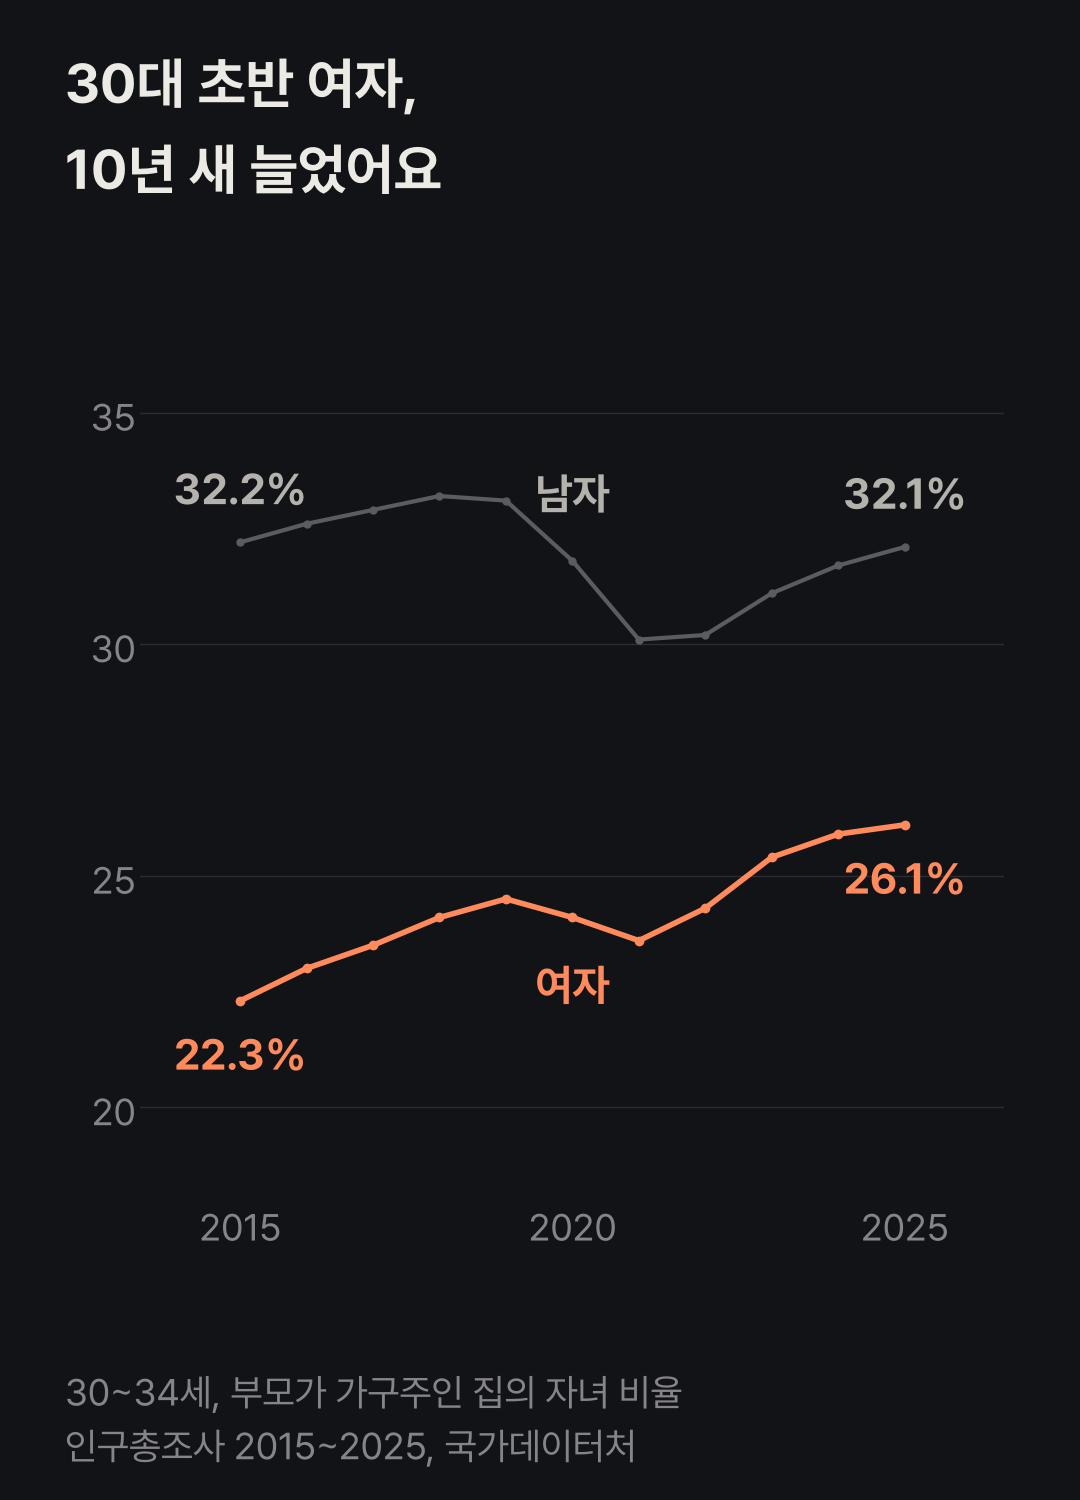 30대 초반 여자,
10년 새 늘었어요
35
32.2%
남자
32.1%
30
25
26.1%
여자
22.3%
20
2015
2020
2025
30~34세, 부모가 가구주인 집의 자녀 비율
인구총조사 2015~2025, 국가데이터처